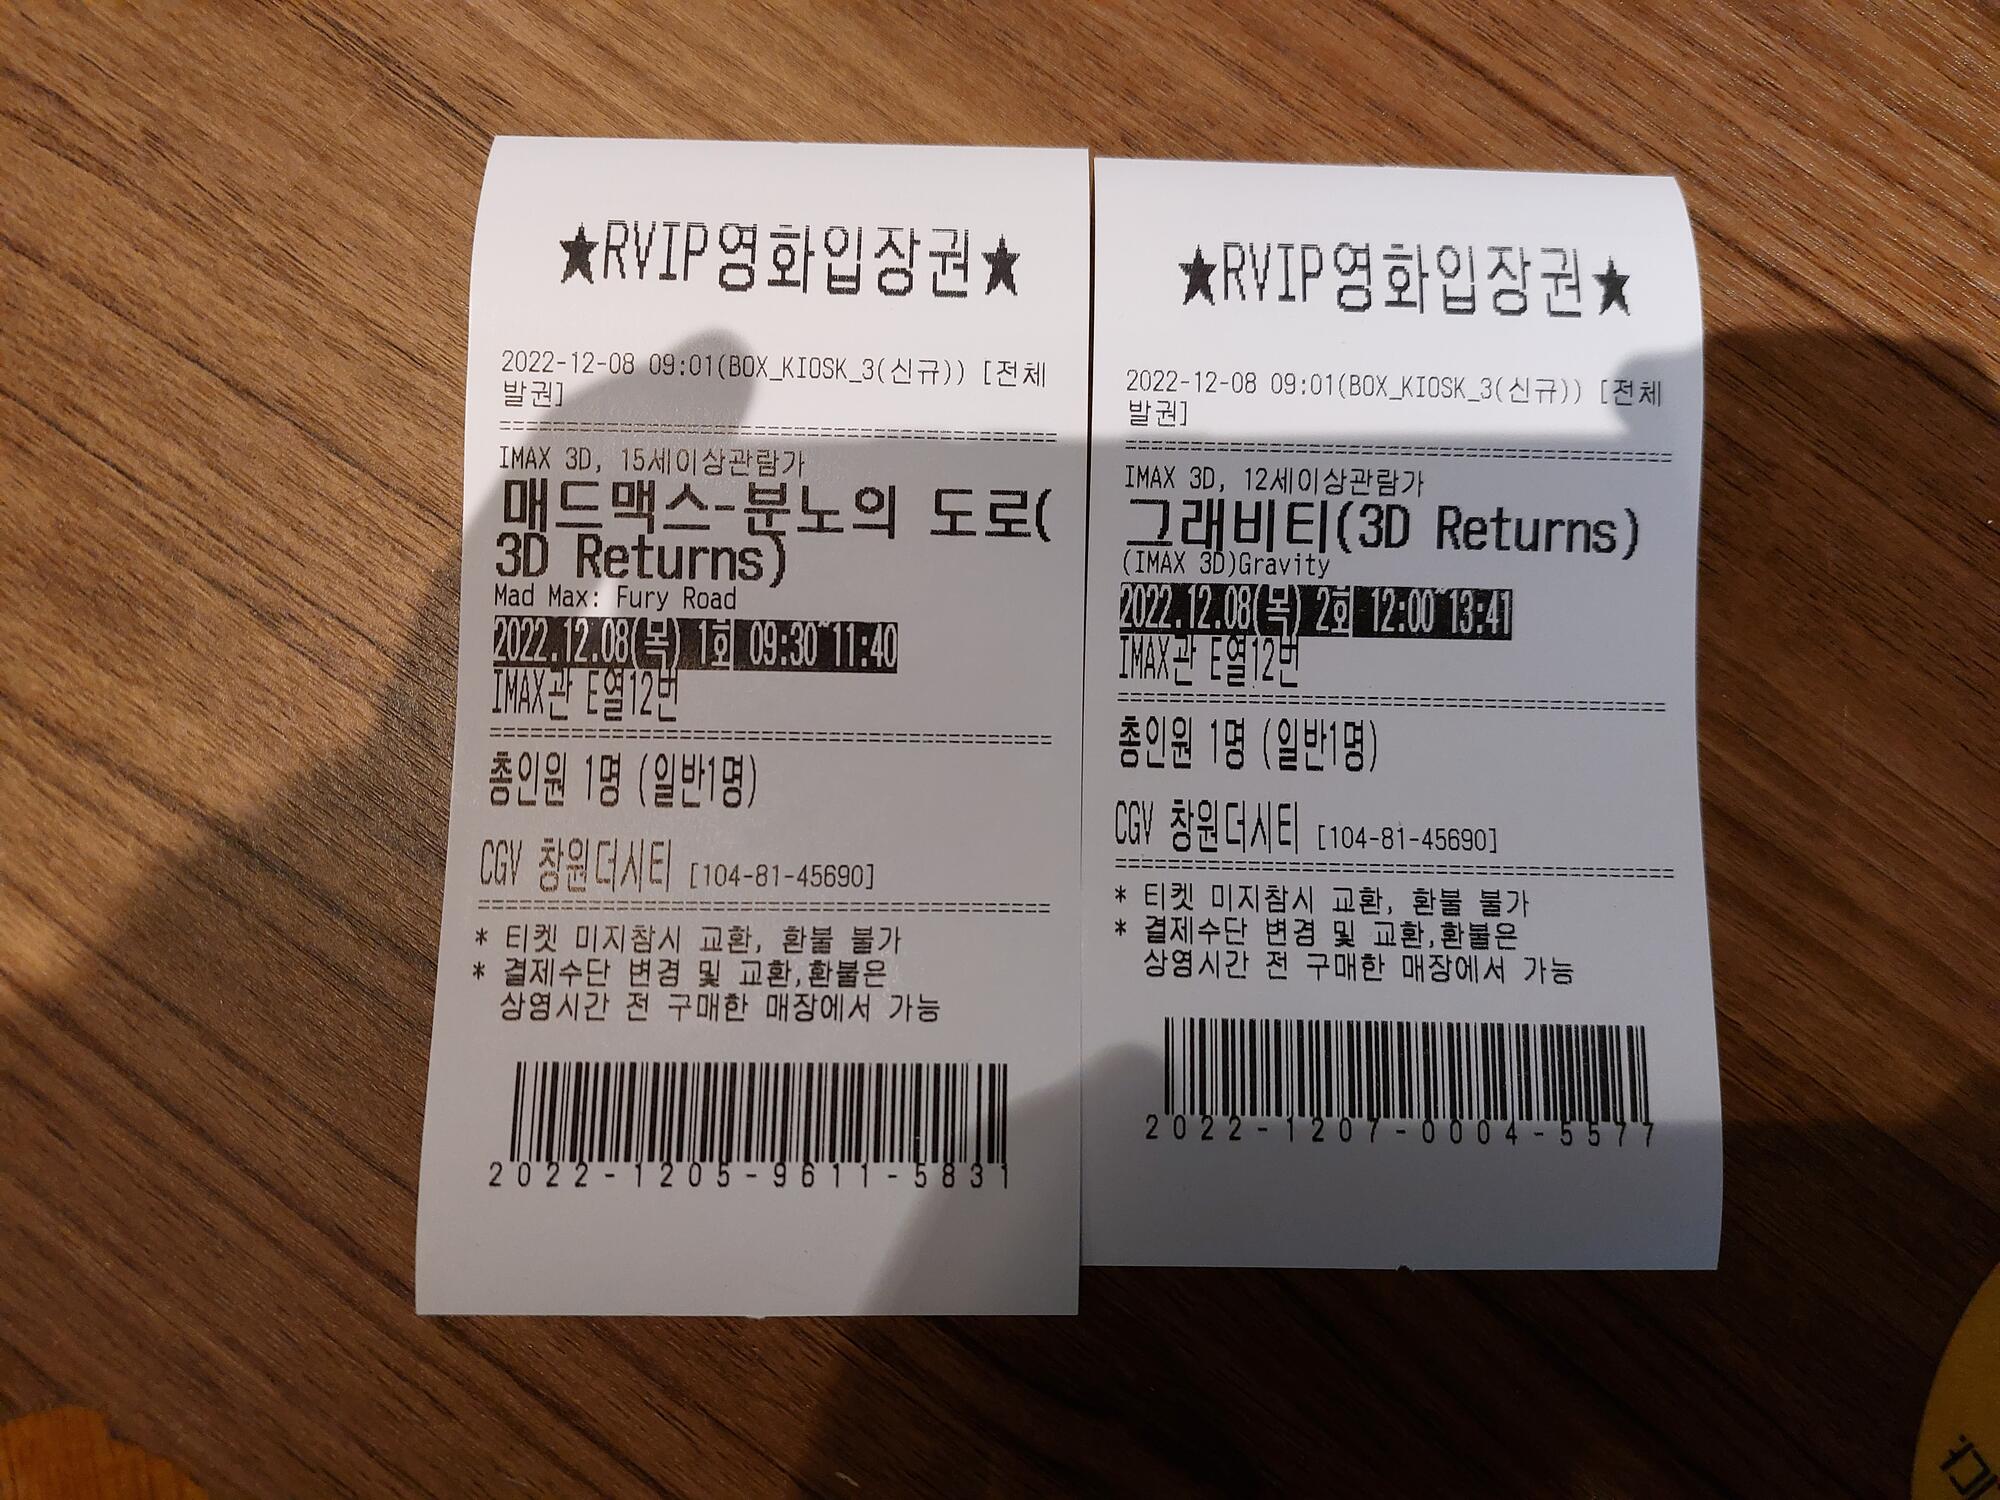 ★RVIP영화입장권★
2022-12-08 09:01(BOX_KIOSK_3(신규)) [전체
발권]
IMAX 3D, 15세이상관람가
매드맥스-분노의 도로(
3D Returns)
Mad Max: Fury Road
2022.12.08(목) 1회 09:30~11:40
IMAX관 E열12번
총인원 1명 (일반1명)
CGV 창원더시티 [104-81-45690]
* 티켓 미지참시 교환, 환불 불가
* 결제수단 변경 및 교환,환불은
상영시간 전 구매한 매장에서 가능
2022-1205-9611-5831
★RVIP영화입장권★
2022-12-08 09:01(BOX_KIOSK_3(신규)) [전체
발권]
IMAX 3D, 12세이상관람가
그래비티(3D Returns)
(IMAX 3D)Gravity
2022.12.08(목) 2회 12:00~13:41
IMAX관 E열12번
총인원 1명 (일반1명)
CGV 창원더시티 [104-81-45690]
* 티켓 미지참시 교환, 환불 불가
* 결제수단 변경 및 교환,환불은
상영시간 전 구매한 매장에서 가능
2022-1207-0004-5577